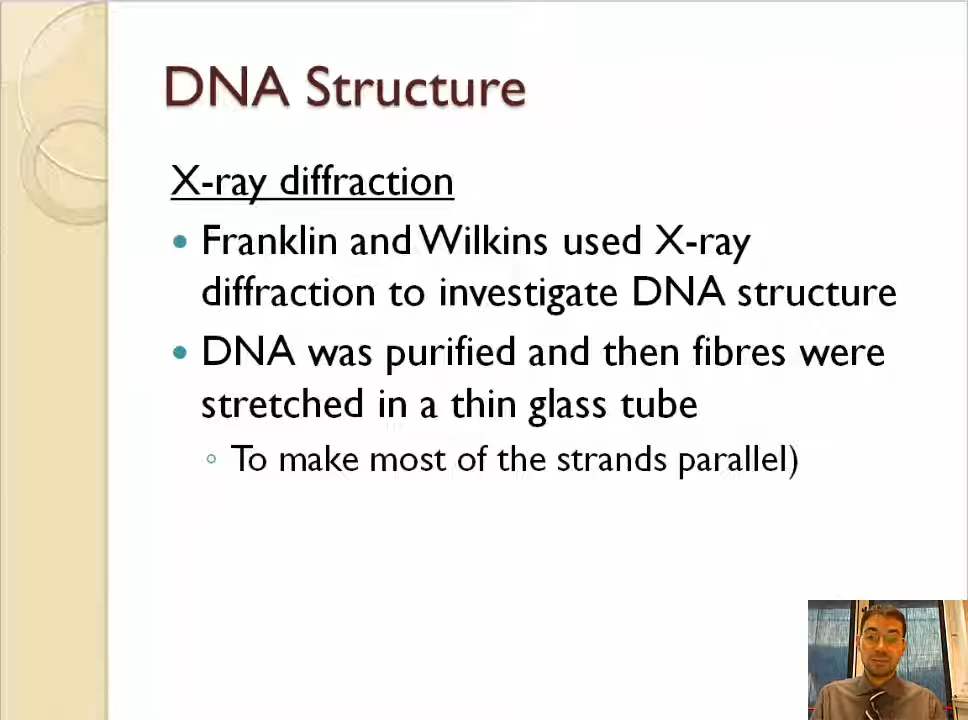 DNA Structure
X-ray diffraction
• Franklin and Wilkins used X-ray
diffraction to investigate DNA structure
• DNA was purified and then fibres were
stretched in a thin glass tube
◦ To make most of the strands parallel)